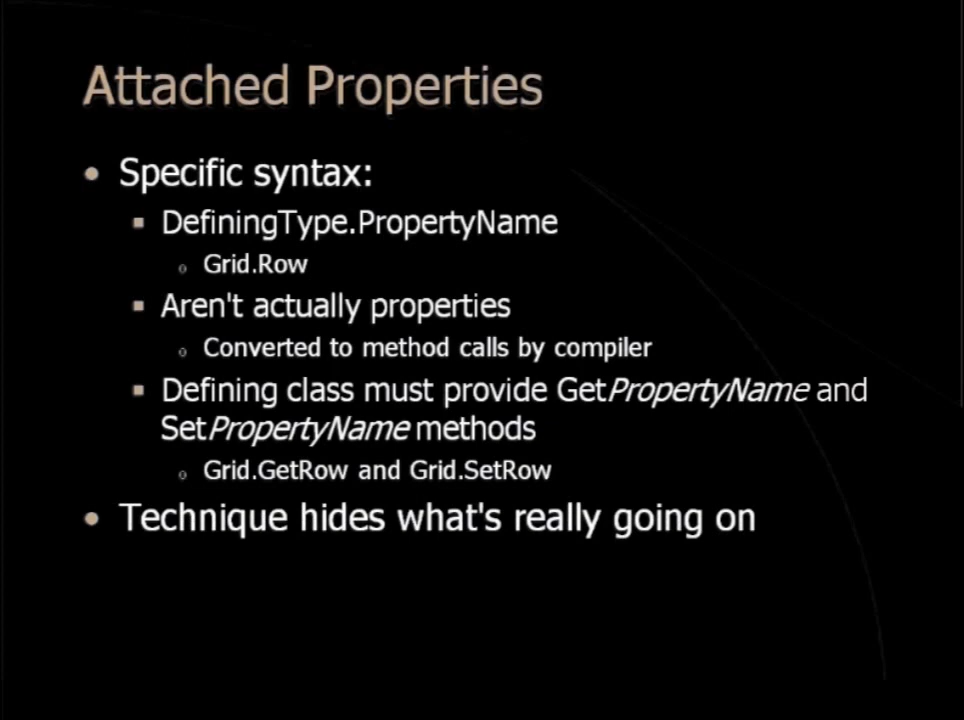 Attached Properties
• Specific syntax:
▪ DefiningType.PropertyName
o Grid.Row
▪ Aren't actually properties
o Converted to method calls by compiler
▪ Defining class must provide GetPropertyName and
SetPropertyName methods
o Grid.GetRow and Grid.SetRow
• Technique hides what's really going on